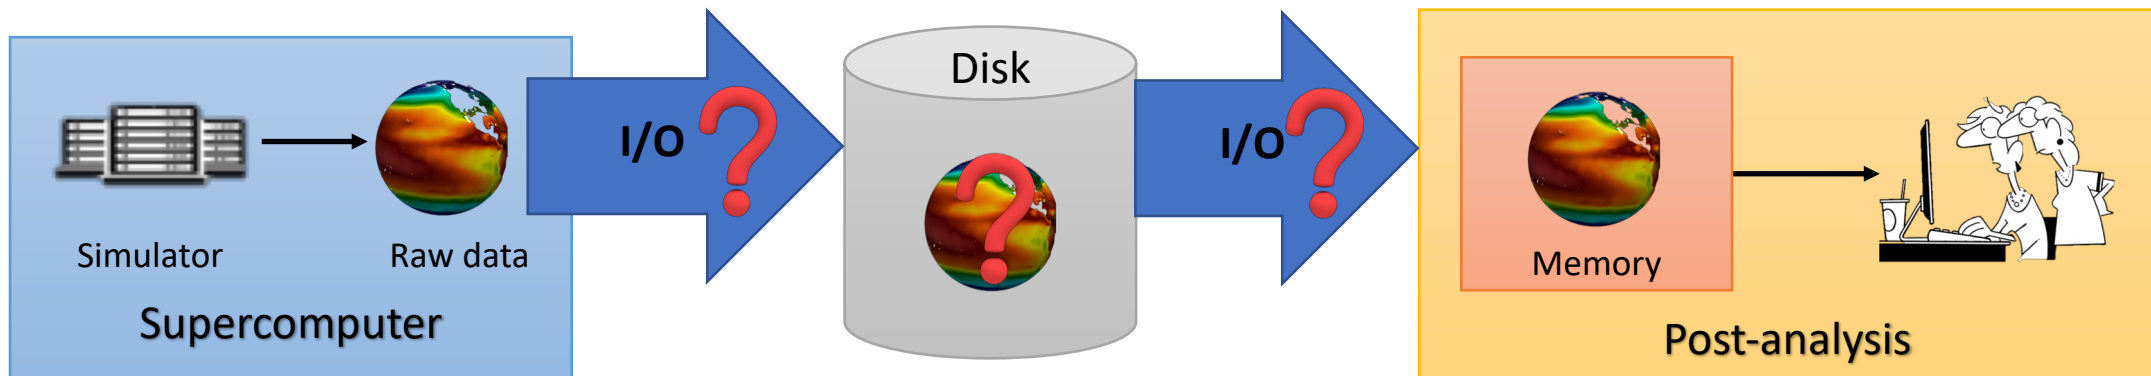 Simulator
Raw data
Supercomputer
I/O ?
Disk
?
I/O ?
Memory
Post-analysis